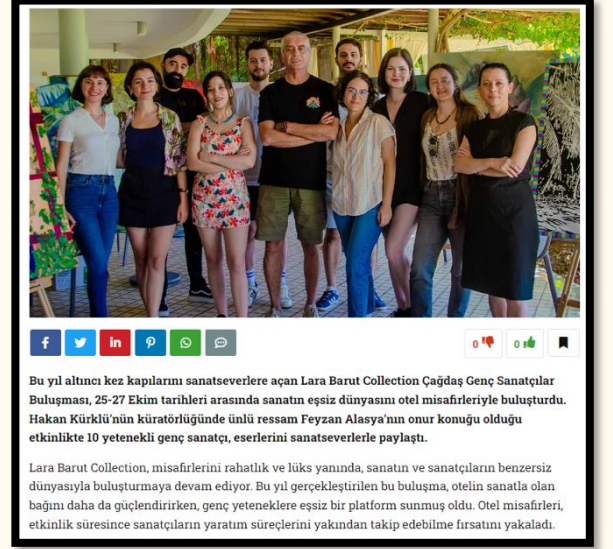 0
0
Bu yıl altıncı kez kapılarını sanatseverlere açan Lara Barut Collection Çağdaş Genç Sanatçılar
Buluşması, 25-27 Ekim tarihleri arasında sanatın eşsiz dünyasını otel misafirleriyle buluşturdu.
Hakan Kürklü’nün küratörlüğünde ünlü ressam Feyzan Alasya’nın onur konuğu olduğu
etkinlikte 10 yetenekli genç sanatçı, eserlerini sanatseverlerle paylaştı.
Lara Barut Collection, misafirlerini rahatlık ve lüks yanında, sanatın ve sanatçıların benzersiz
dünyasıyla buluşturmaya devam ediyor. Bu yıl gerçekleştirilen bu buluşma, otelin sanatla olan
bağını daha da güçlendirirken, genç yeteneklere eşsiz bir platform sunmuş oldu. Otel misafirleri,
etkinlik süresince sanatçıların yaratım süreçlerini yakından takip edebilme fırsatını yakaladı.